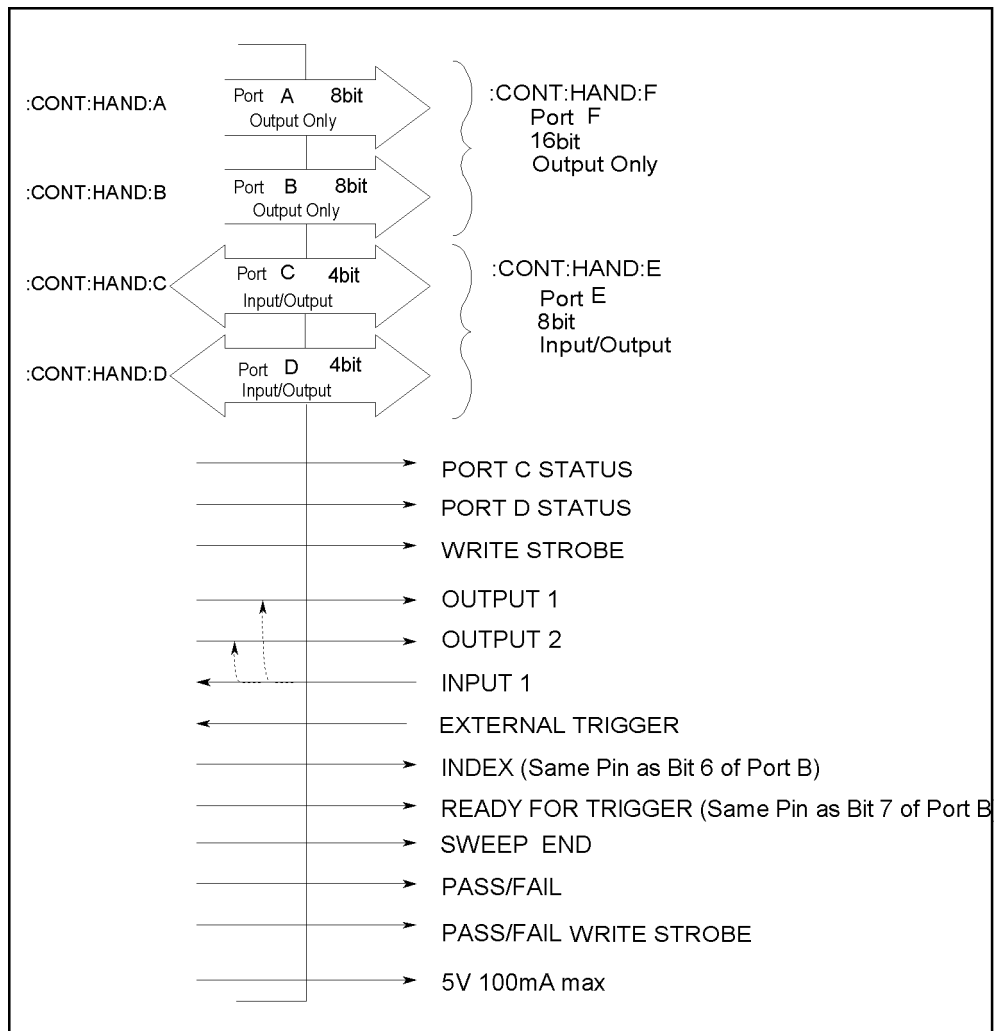 :CONT:HAND:A
Port A 8bit
Output Only
:CONT:HAND:F
Port F
16bit
Output Only
:CONT:HAND:B
Port B 8bit
Output Only
:CONT:HAND:C
Port C 4bit
Input/Output
:CONT:HAND:E
Port E
8bit
Input/Output
:CONT:HAND:D
Port D 4bit
Input/Output
PORT C STATUS
PORT D STATUS
WRITE STROBE
OUTPUT 1
OUTPUT 2
INPUT 1
EXTERNAL TRIGGER
INDEX (Same Pin as Bit 6 of Port B)
READY FOR TRIGGER (Same Pin as Bit 7 of Port B
SWEEP END
PASS/FAIL
PASS/FAIL WRITE STROBE
5V 100mA max